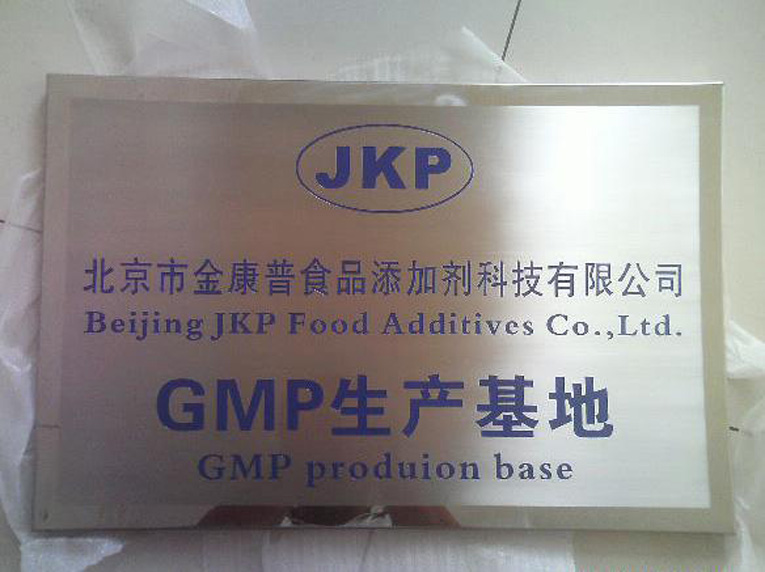 JKP
北京市金康普食品添加剂科技有限公司
Beijing JKP Food Additives Co.,Ltd.
GMP生产基地
GMP produion base